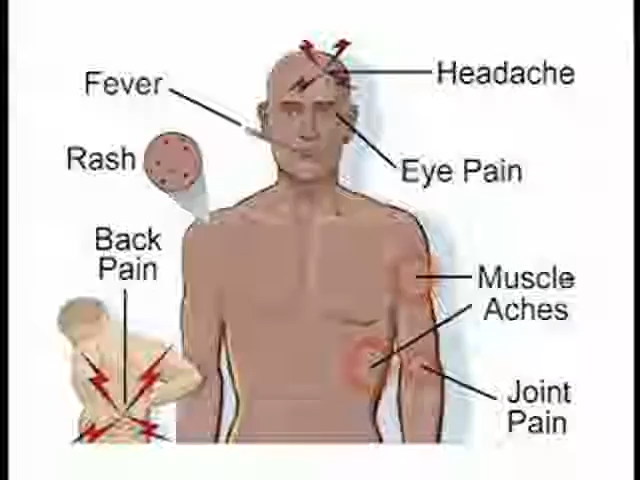 Headache
Fever
Rash
Eye Pain
Back
Pain
Muscle
Aches
Joint
Pain